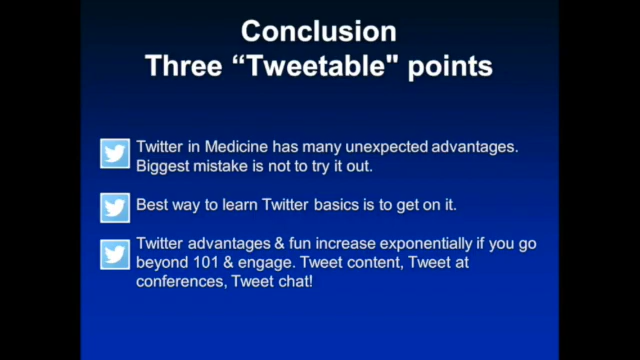 Conclusion
Three “Tweetable" points
Twitter in Medicine has many unexpected advantages.
Biggest mistake is not to try it out.
Best way to learn Twitter basics is to get on it.
Twitter advantages & fun increase exponentially if you go
beyond 101 & engage. Tweet content, Tweet at
conferences, Tweet chat!